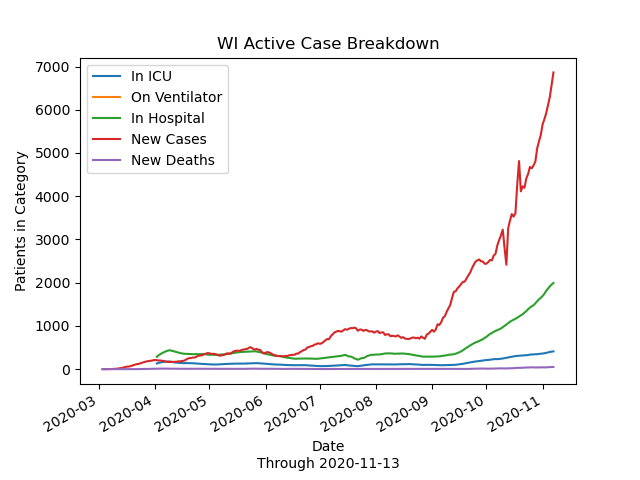 WI Active Case Breakdown
In ICU
On Ventilator
In Hospital
New Cases
New Deaths
Patients in Category
7000
6000
5000
4000
3000
2000
1000
0
2020-03
2020-04
2020-05
2020-06
2020-07
2020-08
2020-09
2020-10
2020-11
Date
Through 2020-11-13